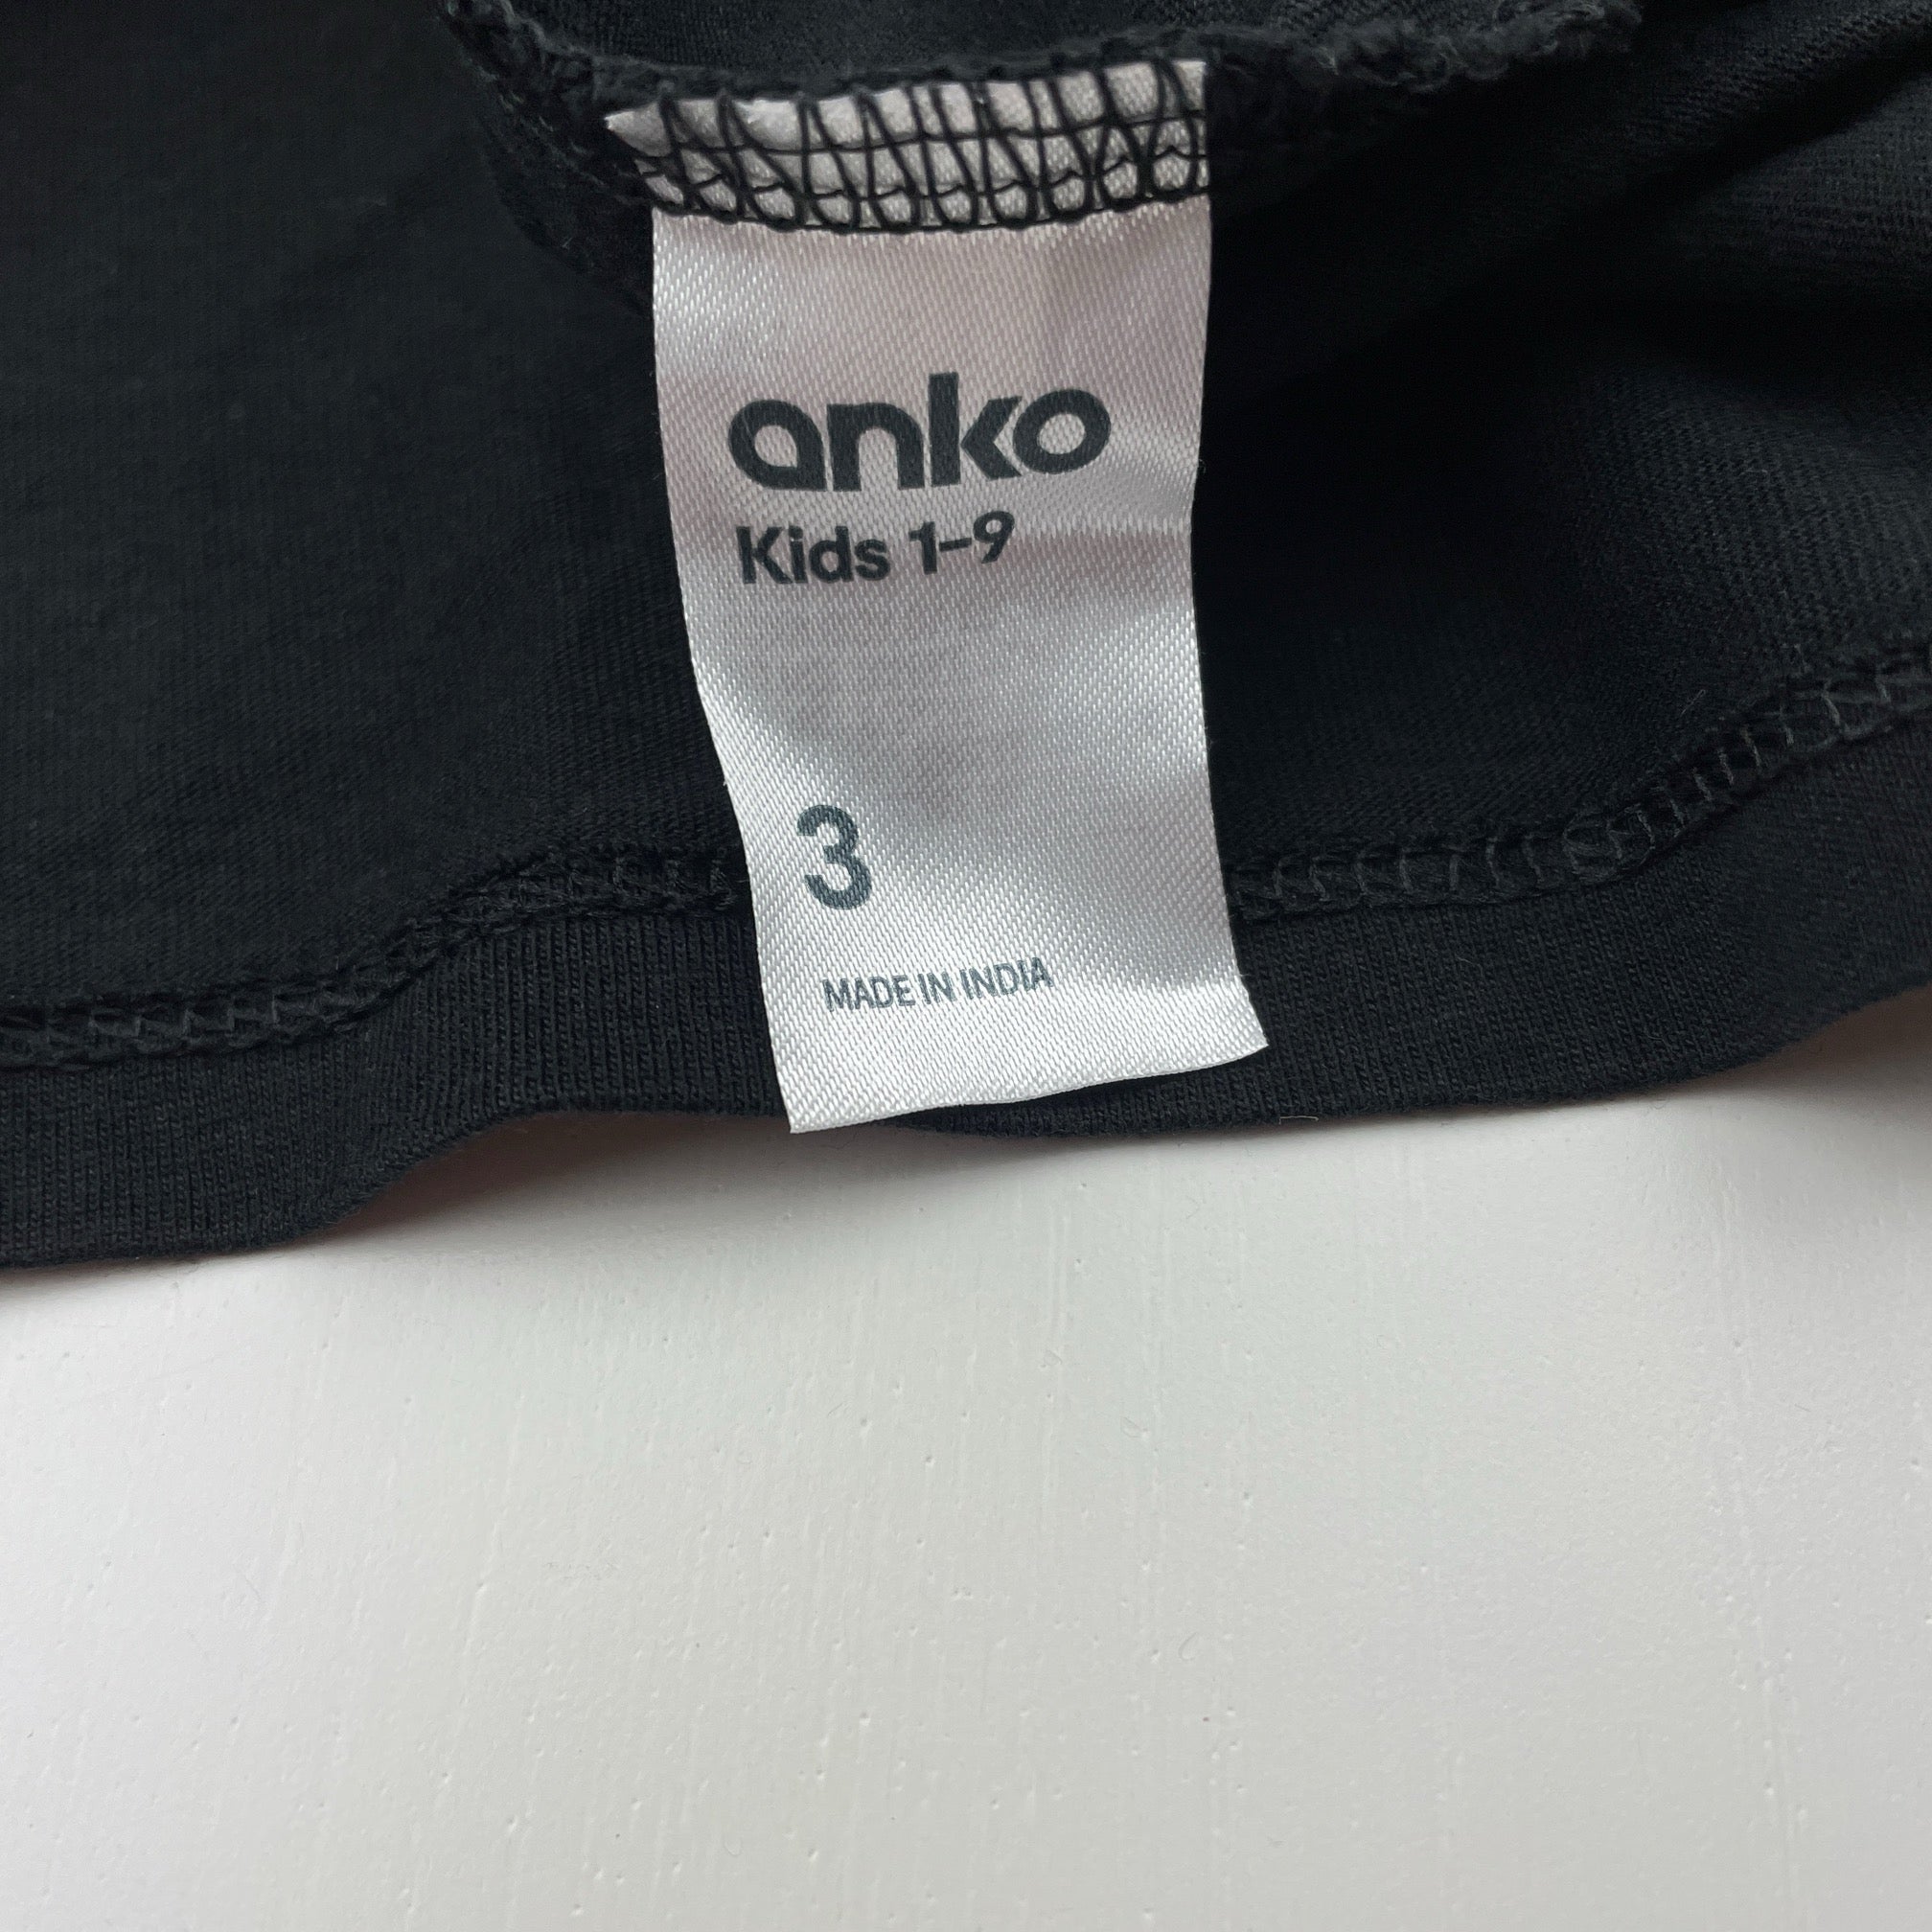 anko
Kids 1–9
3
MADE IN INDIA